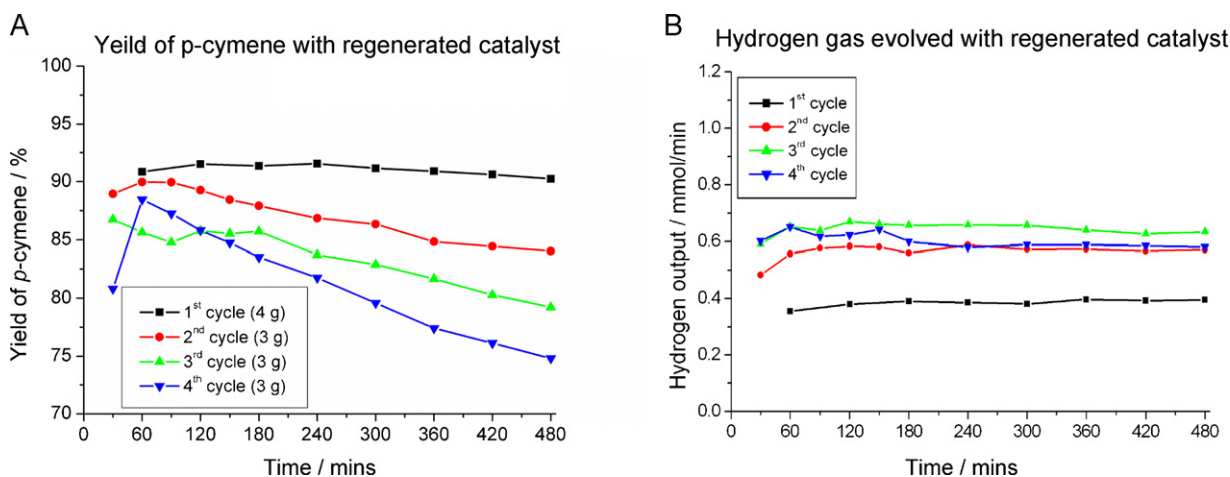 A
Yeild of p-cymene with regenerated catalyst
Yield of p-cymene / %
100
95
90
85
80
75
70
1st cycle (4 g)
2nd cycle (3 g)
3rd cycle (3 g)
4th cycle (3 g)
0 60 120 180 240 300 360 420 480
Time / mins
B
Hydrogen gas evolved with regenerated catalyst
Hydrogen output / mmol/min
1.2
1.0
0.8
0.6
0.4
0.2
0.0
1st cycle
2nd cycle
3rd cycle
4th cycle
0 60 120 180 240 300 360 420 480
Time / mins